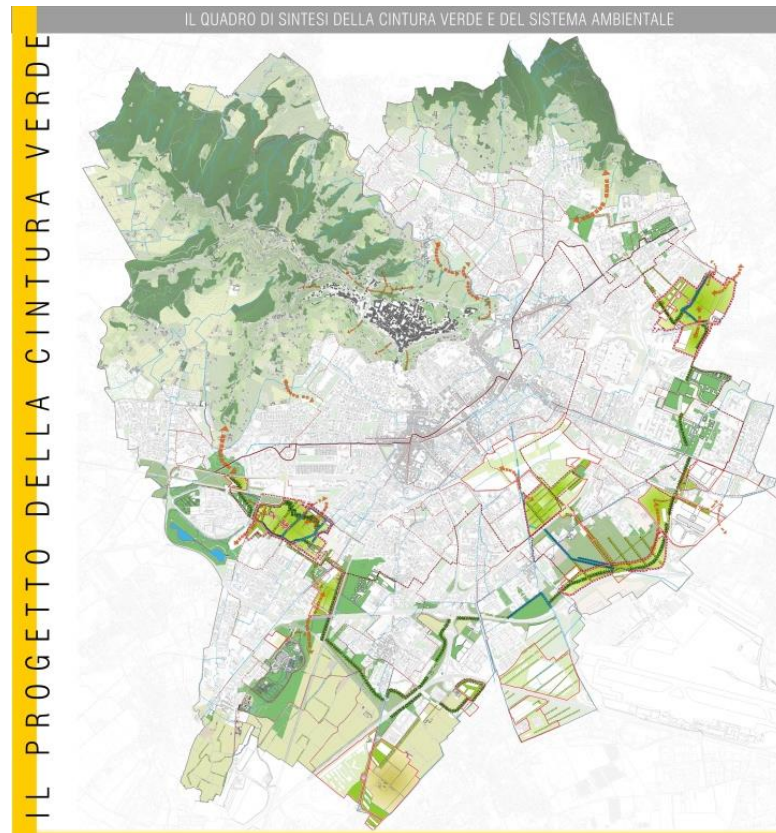 IL QUADRO DI SINTESI DELLA CINTURA VERDE E DEL SISTEMA AMBIENTALE
IL PROGETTO DELLA CINTURA VERDE